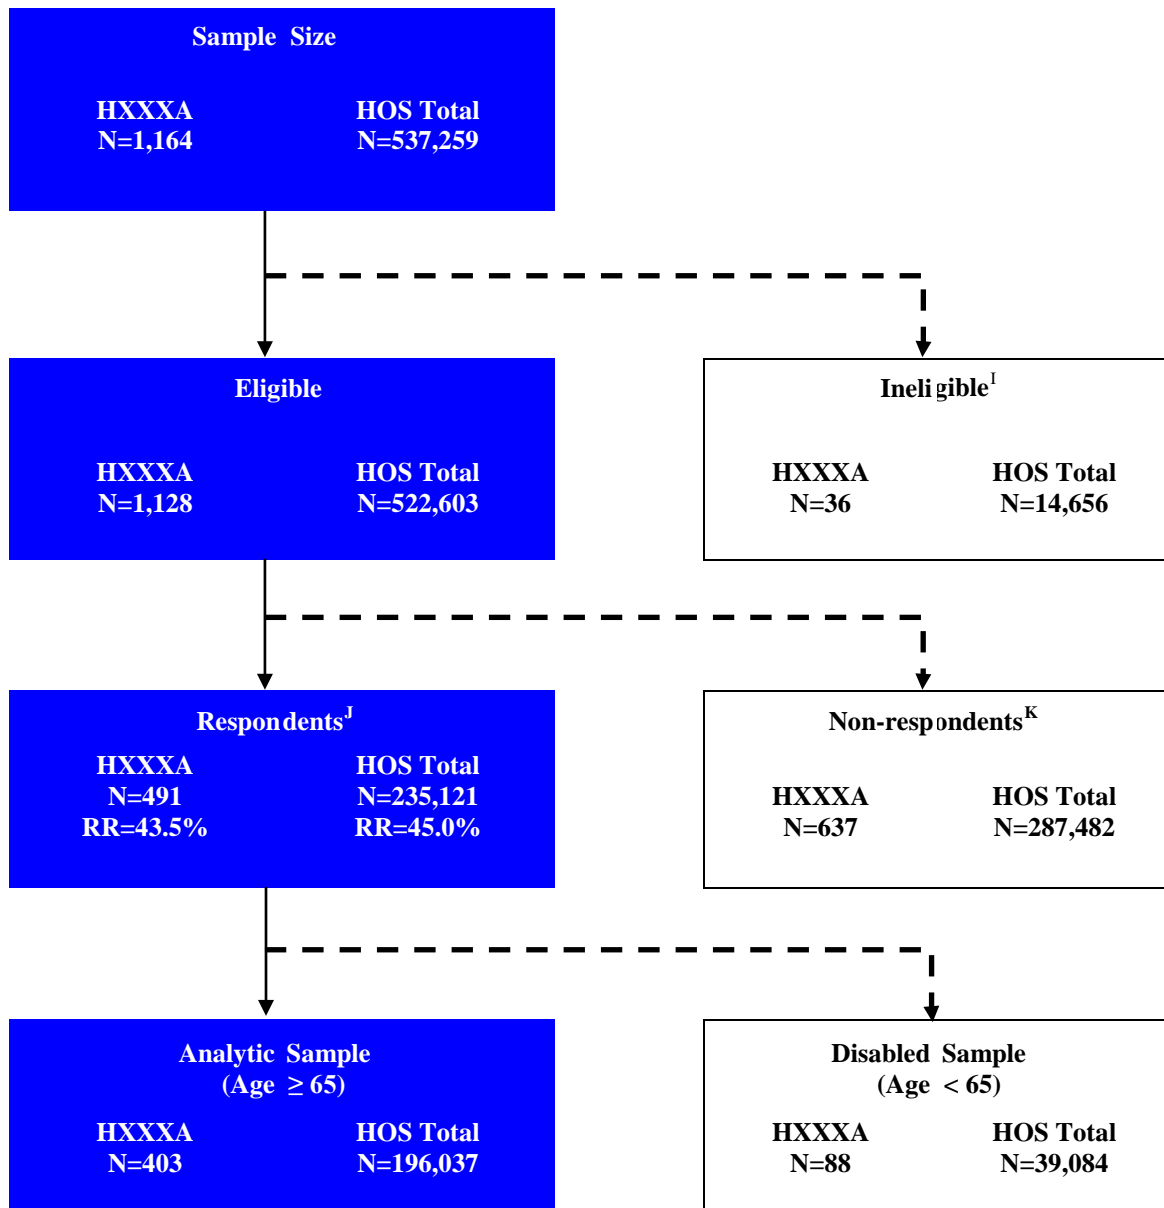 Sample Size
HXXXA HOS Total
N=1,164 N=537,259
Eligible
HXXXA HOS Total
N=1,128 N=522,603
Ineligible^I
HXXXA HOS Total
N=36 N=14,656
Respondents^J
HXXXA HOS Total
N=491 N=235,121
RR=43.5% RR=45.0%
Non-respondents^K
HXXXA HOS Total
N=637 N=287,482
Analytic Sample
(Age ≥ 65)
HXXXA HOS Total
N=403 N=196,037
Disabled Sample
(Age < 65)
HXXXA HOS Total
N=88 N=39,084